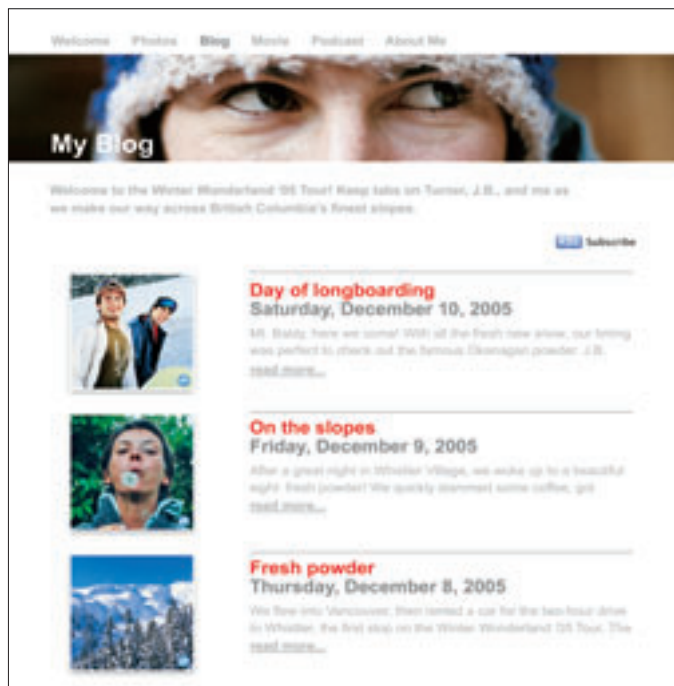 Welcome Photos Blog Movie Podcast About Me
My Blog
Welcome to the Winter Wonderland '05 Tour! Keep tabs on Turner, J.B., and me as
we make our way across British Columbia's finest slopes.
RSS Subscribe
Day of longboarding
Saturday, December 10, 2005
Mt. Baldy, here we come! With all the fresh new snow, our timing
was perfect to check out the famous Okanagan powder. J.B.
read more...
On the slopes
Friday, December 9, 2005
After a great night in Whistler Village, we woke up to a beautiful
sight: fresh powder! We quickly slammed some coffee, got
read more...
Fresh powder
Thursday, December 8, 2005
We flew into Vancouver, then rented a car for the two-hour drive
to Whistler, the first stop on the Winter Wonderland '05 Tour. The
read more...